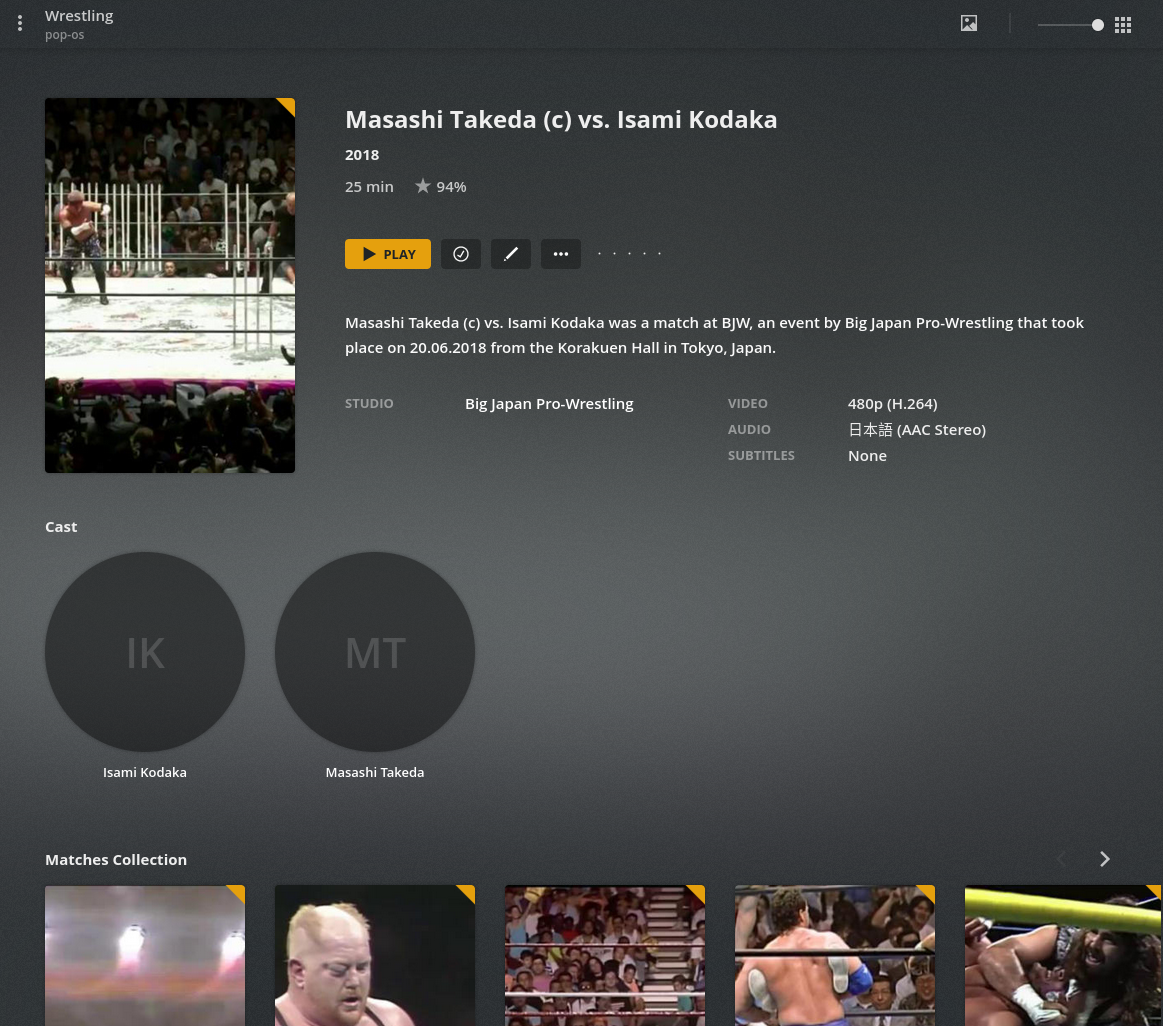 Wrestling
pop-os
Masashi Takeda (c) vs. Isami Kodaka
2018
25 min ★ 94%
PLAY
Masashi Takeda (c) vs. Isami Kodaka was a match at BJW, an event by Big Japan Pro-Wrestling that took
place on 20.06.2018 from the Korakuen Hall in Tokyo, Japan.
STUDIO Big Japan Pro-Wrestling
VIDEO 480p (H.264)
AUDIO 日本語 (AAC Stereo)
SUBTITLES None
Cast
IK MT
Isami Kodaka Masashi Takeda
Matches Collection